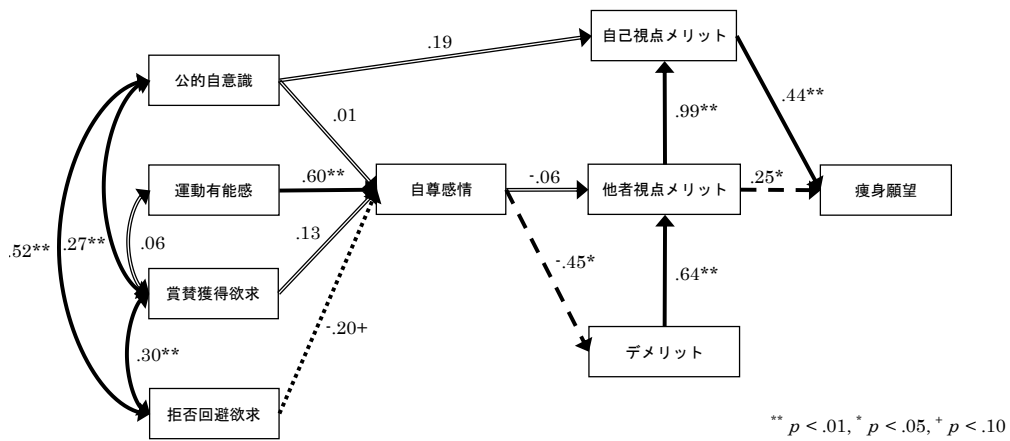 自己視点メリット
.19
公的自意識
.44**
.01
.99**
運動有能感
.60**
自尊感情
-.06
他者視点メリット
.25*
痩身願望
.52**
.27**
.06
.13
-.45*
.64**
賞賛獲得欲求
-.20+
.30**
デメリット
拒否回避欲求
** p < .01, * p < .05, + p < .10